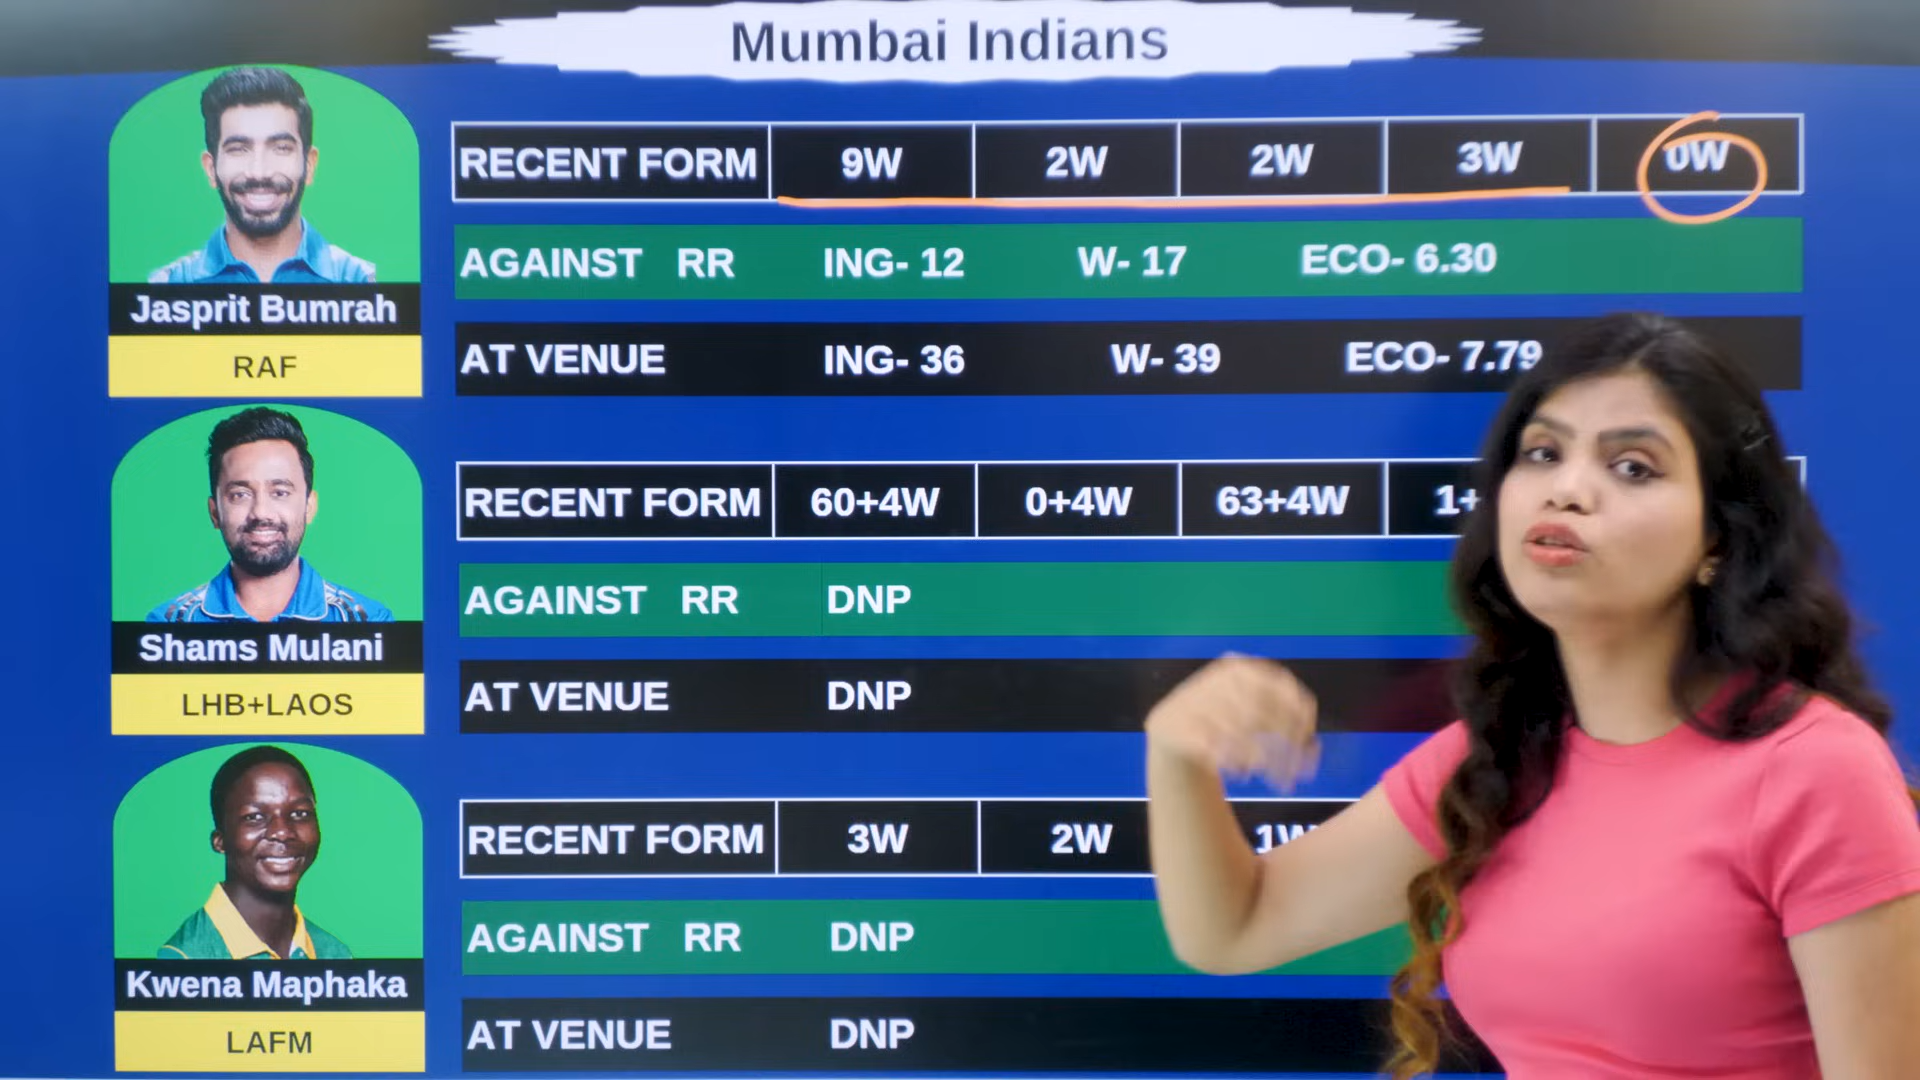 Mumbai Indians
RECENT FORM 9W 2W 2W 3W 0W
AGAINST RR ING- 12 W- 17 ECO- 6.30
Jasprit Bumrah
RAF
AT VENUE ING- 36 W- 39 ECO- 7.79
RECENT FORM 60+4W 0+4W 63+4W 1+
AGAINST RR DNP
Shams Mulani
LHB+LAOS
AT VENUE DNP
RECENT FORM 3W 2W 1W
AGAINST RR DNP
Kwena Maphaka
LAFM
AT VENUE DNP